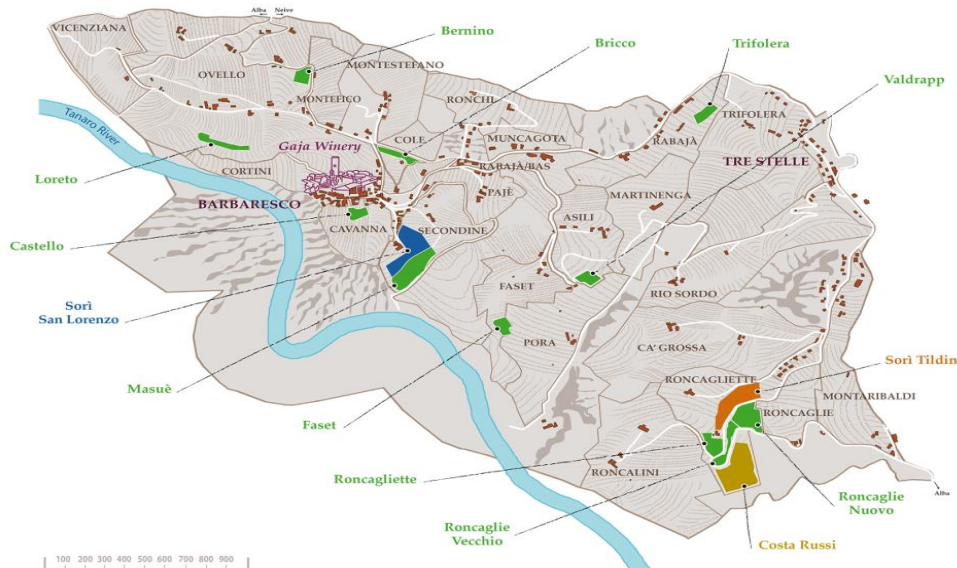 Alba
Neive
VICENZIANA
Bernino
Bricco
Trifolera
Valdrapp
OVELLO
MONTESTEFANO
MONTEFICO
RONCHI
TRIFOLERA
Tanaro River
Gaja Winery
COLE
MUNCAGOTA
RABAJÀ
TRE STELLE
Loreto
CORTINI
RABAJÀ/BAS
PAJÈ
MARTINENGA
BARBARESCO
ASILI
Castello
CAVANNA
SECONDINE
FASET
RIO SORDO
Sorì
San Lorenzo
PORA
CA' GROSSA
Masuè
Sorì Tildin
RONCAGLIETTE
MONTARIBALDI
Faset
RONCAGLIE
Roncagliette
RONCALINI
Alba
Roncaglie
Nuovo
Roncaglie
Vecchio
Costa Russi
100 200 300 400 500 600 700 800 900